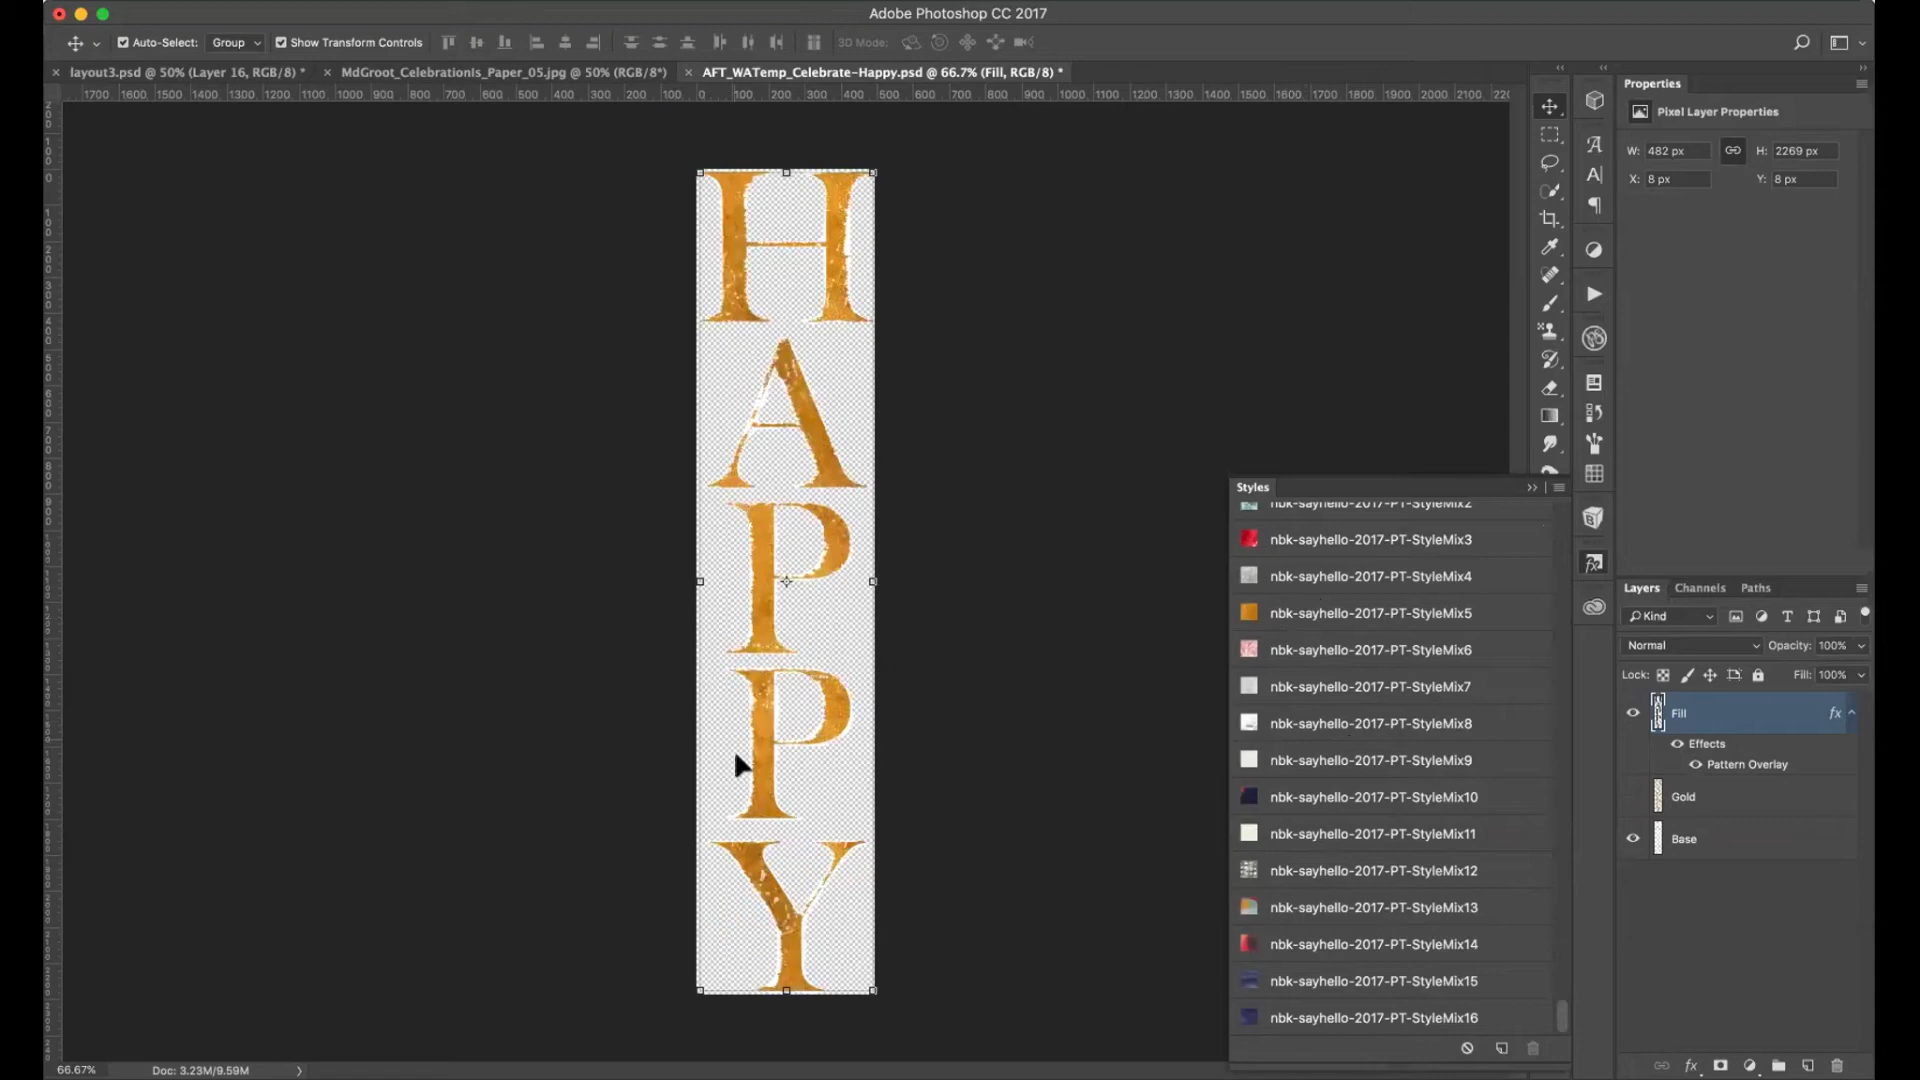 Adobe Photoshop CC 2017
Auto-Select: Group Show Transform Controls 3D Mode:
layout3.psd @ 50% (Layer 16, RGB/8) * MdGroot_CelebrationIs_Paper_05.jpg @ 50% (RGB/8*) AFT_WATemp_Celebrate-Happy.psd @ 66.7% (Fill, RGB/8) *
1700 1600 1500 1400 1300 1200 1100 1000 900 800 700 600 500 400 300 200 100 0 100 200 300 400 500 600 700 800 900 1000 1100 1200 1300 1400 1500 1600 1700 1800 1900 2000 2100
Properties
Pixel Layer Properties
W: 482 px H: 2269 px
X: 8 px Y: 8 px
H
A
P
P
Y
Styles
nbk-sayhello-2017-PT-StyleMix2
nbk-sayhello-2017-PT-StyleMix3
nbk-sayhello-2017-PT-StyleMix4
nbk-sayhello-2017-PT-StyleMix5
nbk-sayhello-2017-PT-StyleMix6
nbk-sayhello-2017-PT-StyleMix7
nbk-sayhello-2017-PT-StyleMix8
nbk-sayhello-2017-PT-StyleMix9
nbk-sayhello-2017-PT-StyleMix10
nbk-sayhello-2017-PT-StyleMix11
nbk-sayhello-2017-PT-StyleMix12
nbk-sayhello-2017-PT-StyleMix13
nbk-sayhello-2017-PT-StyleMix14
nbk-sayhello-2017-PT-StyleMix15
nbk-sayhello-2017-PT-StyleMix16
Layers Channels Paths
Kind
Normal Opacity: 100%
Lock: Fill: 100%
Fill fx
Effects
Pattern Overlay
Gold
Base
66.67% Doc: 3.23M/9.59M